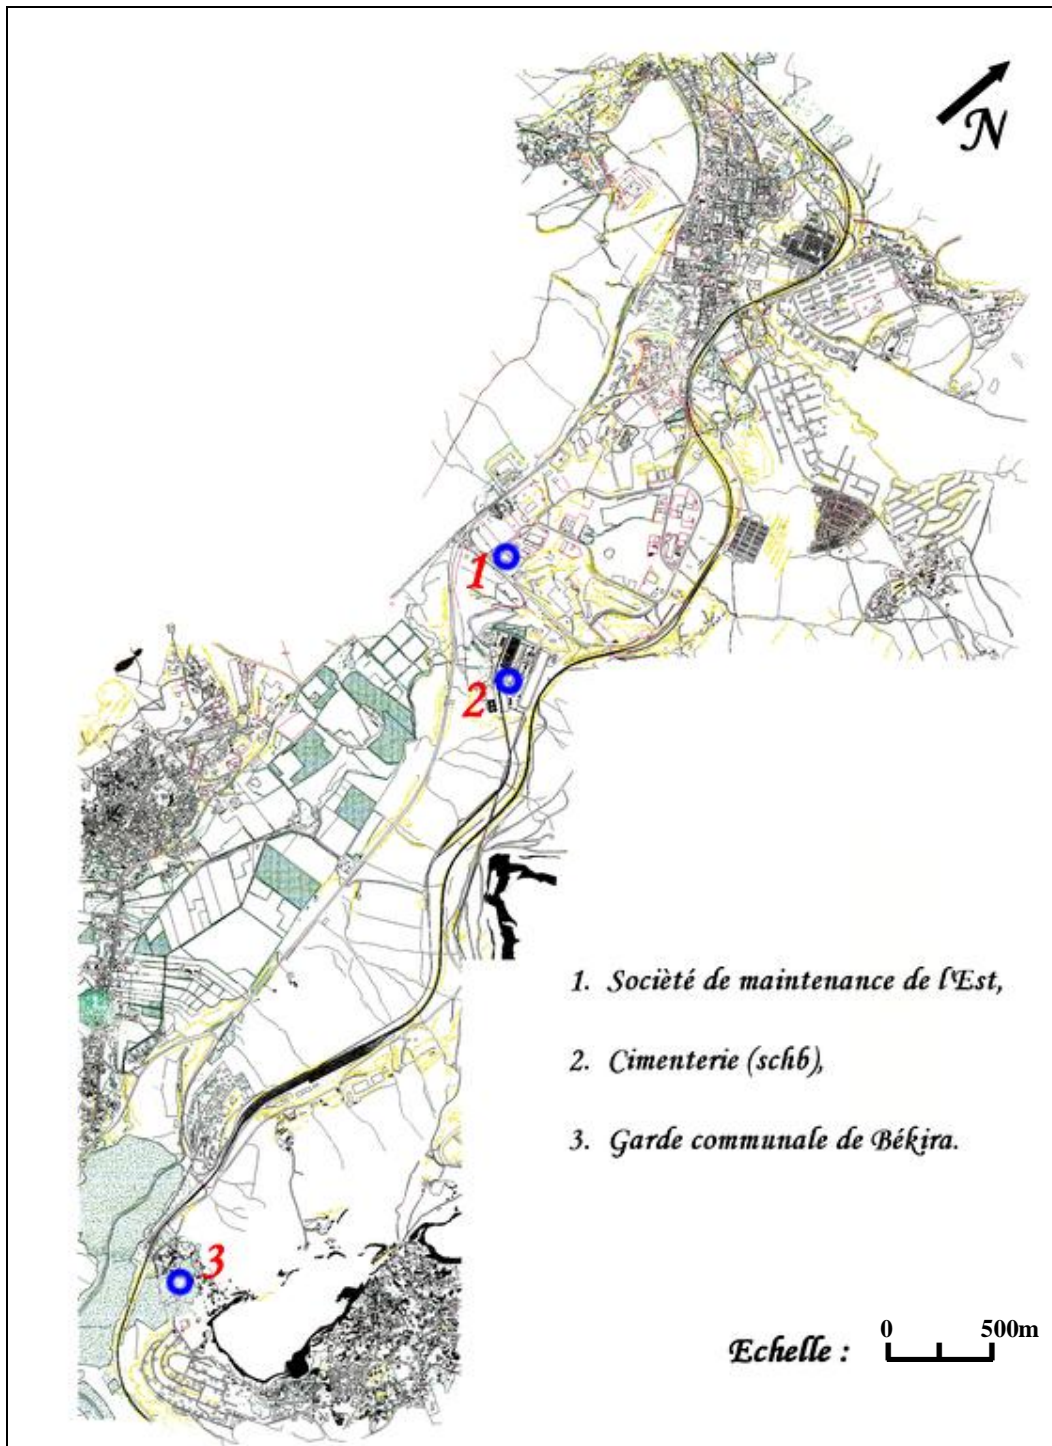 N
1
2
1. Socièté de maintenance de l'Est,
2. Cimenterie (schb),
3. Garde communale de Békira.
3
Echelle : 0 500m